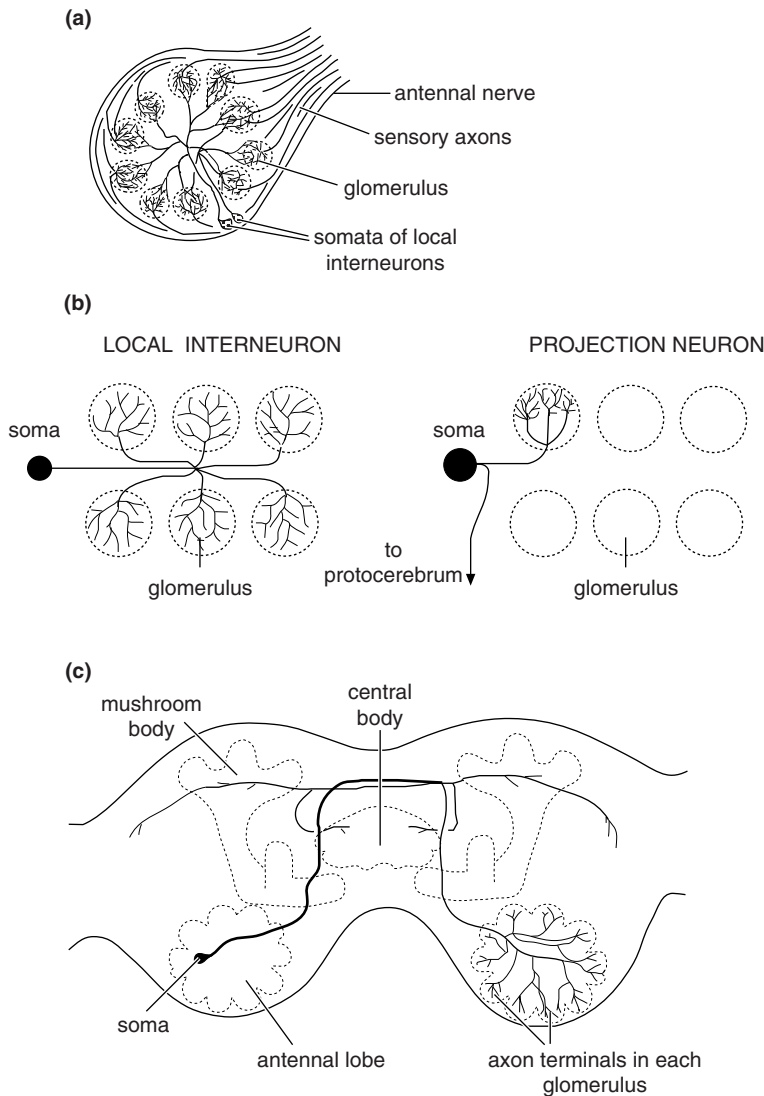 (a)
antennal nerve
sensory axons
glomerulus
somata of local
interneurons
(b)
LOCAL INTERNEURON
soma
glomerulus
PROJECTION NEURON
soma
to
protocerebrum
glomerulus
(c)
mushroom
body
central
body
soma
antennal lobe
axon terminals in each
glomerulus